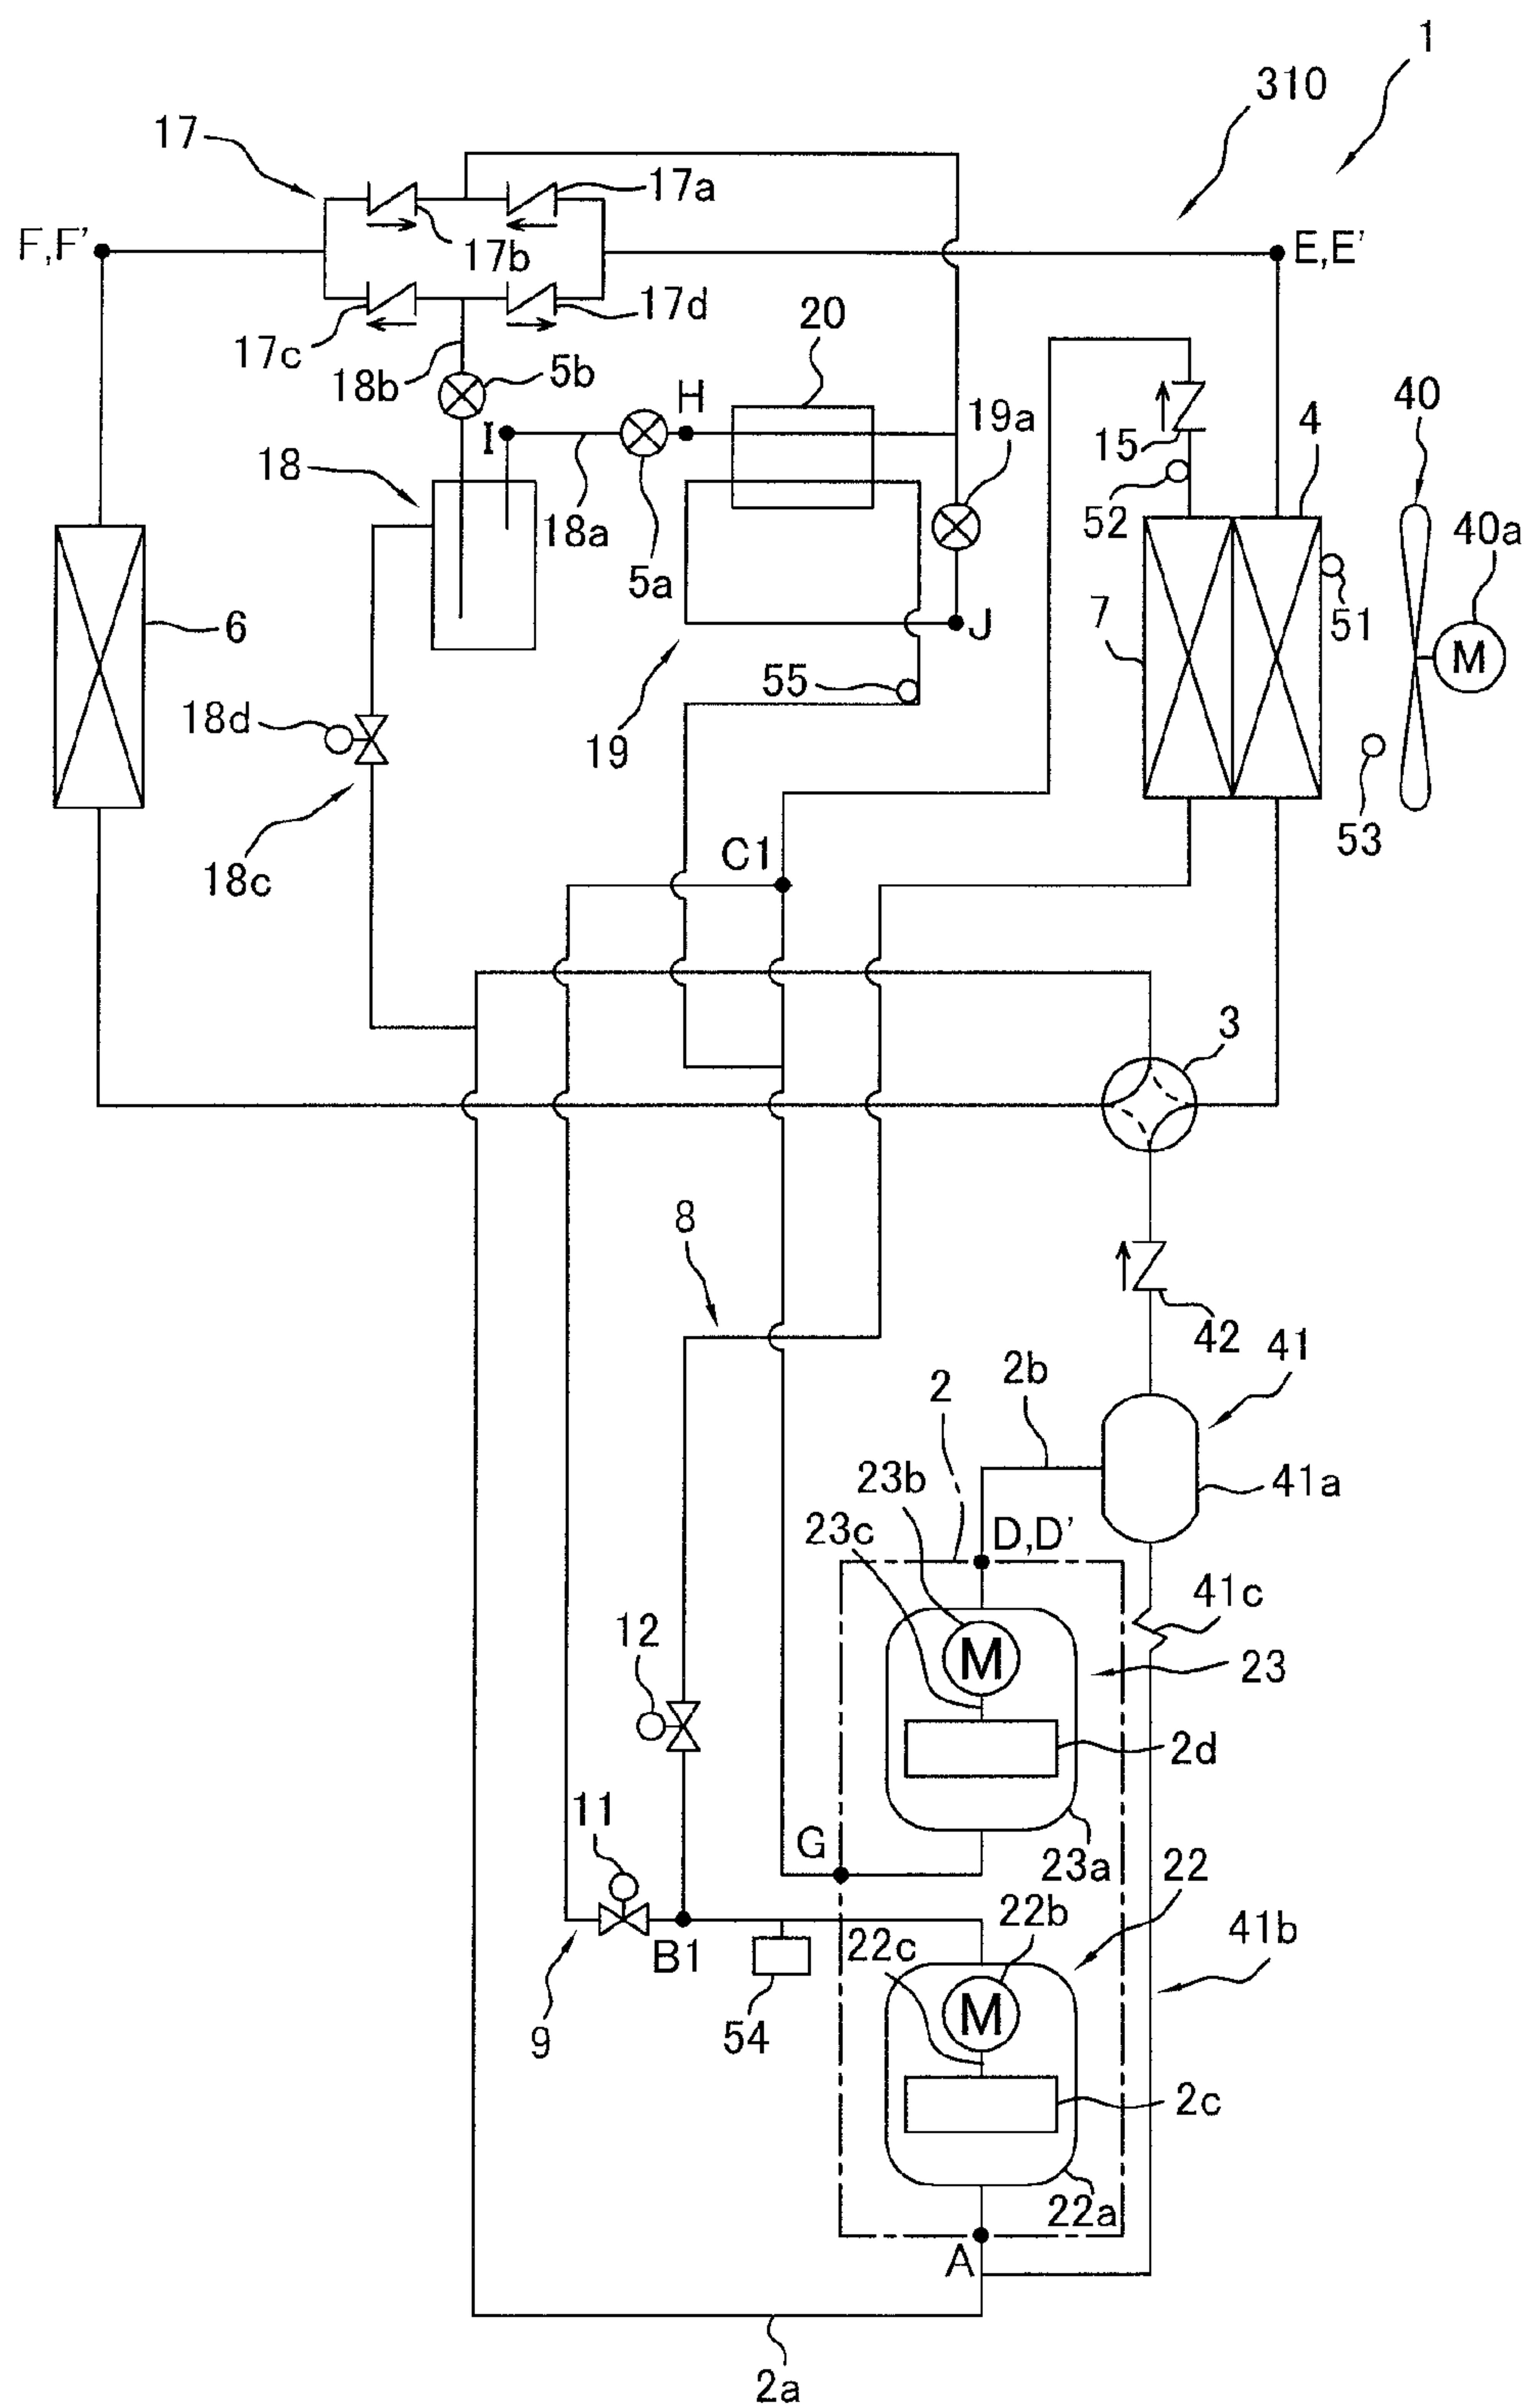 1
310
17
17a
F,F'
17b
E,E'
17c
17d
20
18b
5b
H
19a
40
I
15
4
18
52
18a
40a
5a
7
51
6
J
M
55
18d
19
53
C1
18c
3
8
42
41
2b
2
23b
41a
23c
D,D'
41c
12
M
23
2d
11
G
23a
22
22b
B1
22c
41b
54
9
M
2c
22a
A
2a